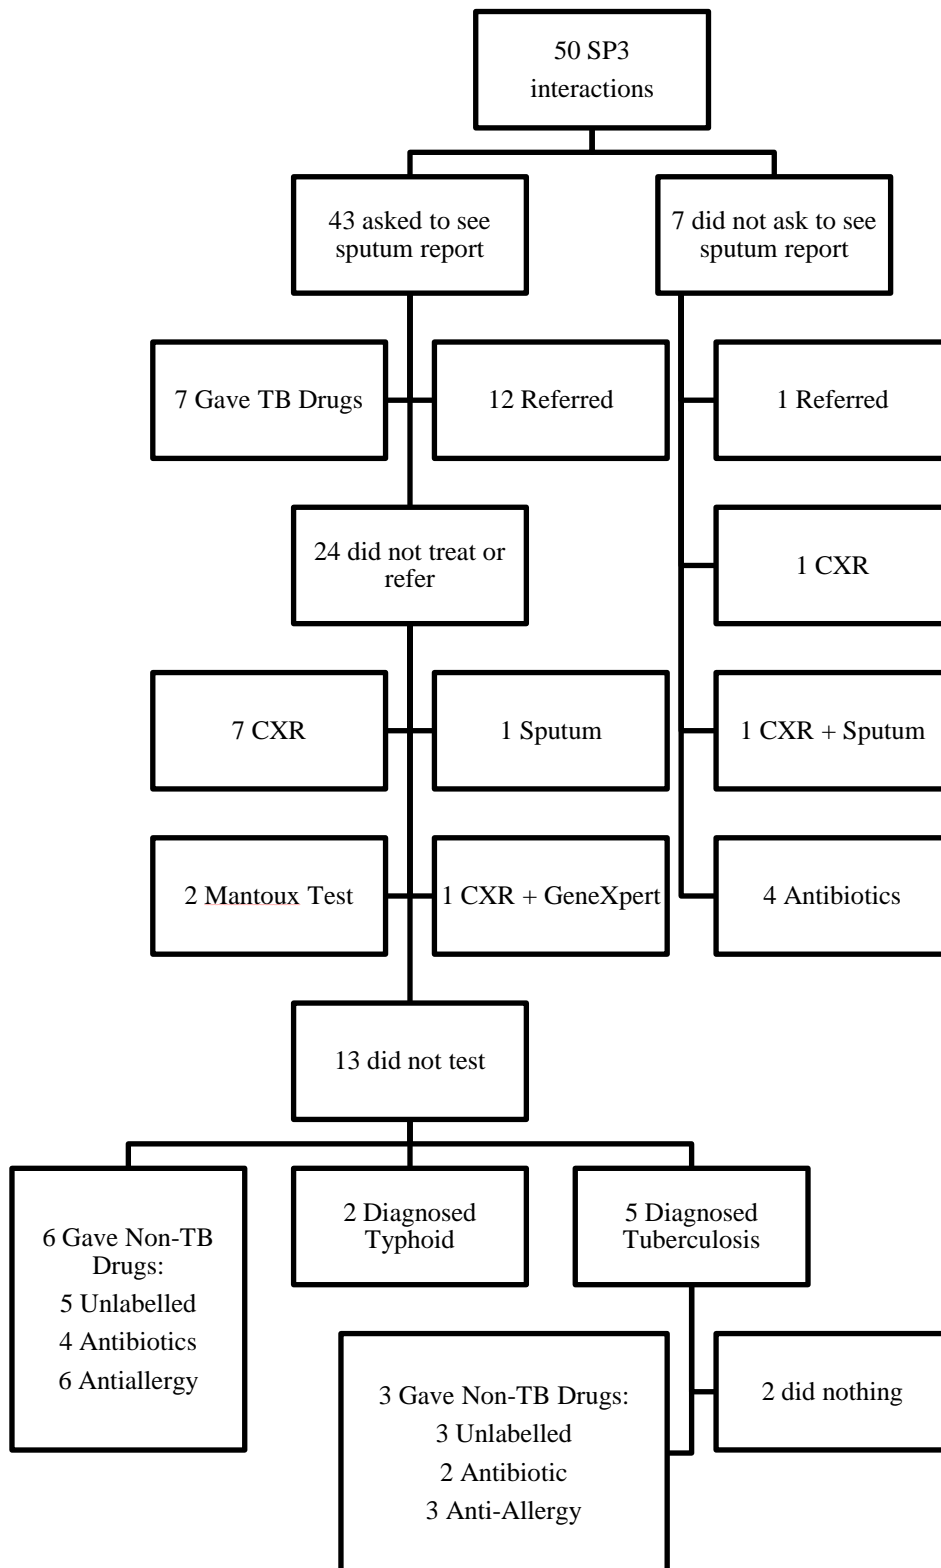 50 SP3
interactions
43 asked to see
sputum report
7 did not ask to see
sputum report
7 Gave TB Drugs
12 Referred
1 Referred
24 did not treat or
refer
1 CXR
7 CXR
1 Sputum
1 CXR + Sputum
2 Mantoux Test
1 CXR + GeneXpert
4 Antibiotics
13 did not test
6 Gave Non-TB
Drugs:
5 Unlabelled
4 Antibiotics
6 Antiallergy
2 Diagnosed
Typhoid
5 Diagnosed
Tuberculosis
3 Gave Non-TB Drugs:
3 Unlabelled
2 Antibiotic
3 Anti-Allergy
2 did nothing